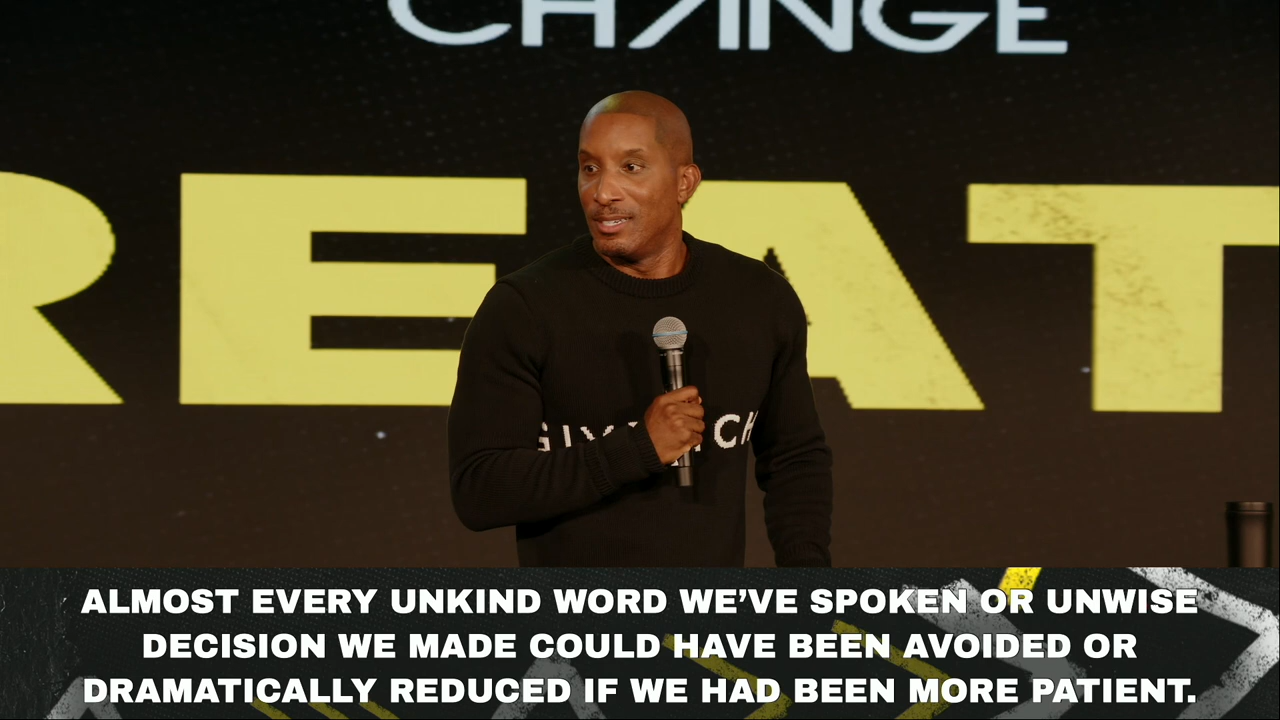 CHANGE
REAT
ALMOST EVERY UNKIND WORD WE’VE SPOKEN OR UNWISE
DECISION WE MADE COULD HAVE BEEN AVOIDED OR
DRAMATICALLY REDUCED IF WE HAD BEEN MORE PATIENT.